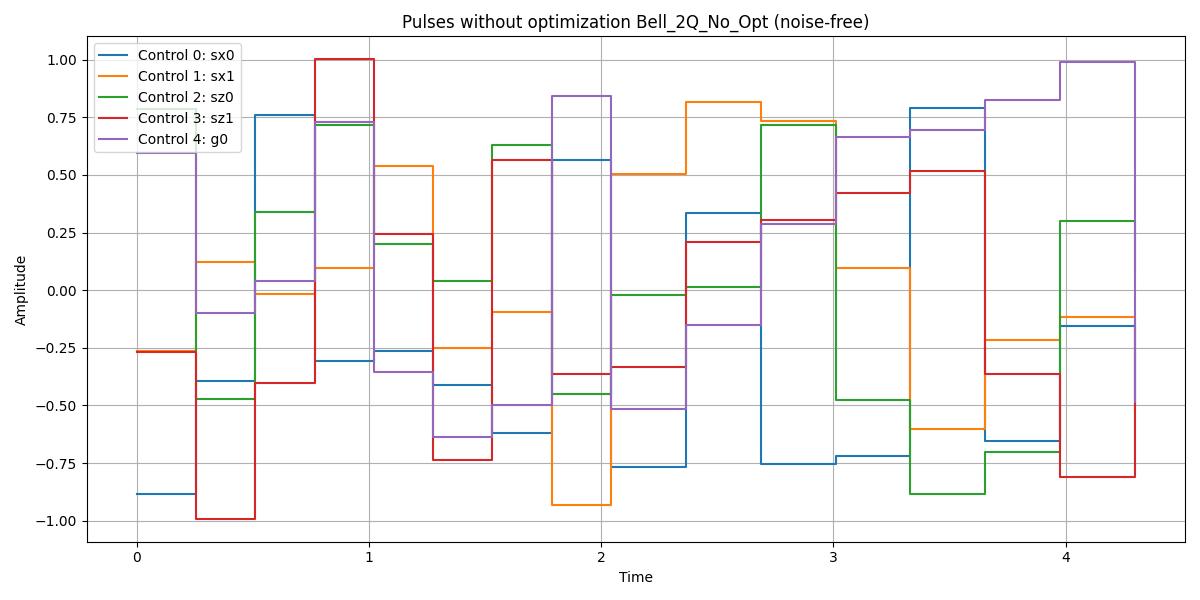 Pulses without optimization Bell_2Q_No_Opt (noise-free)
Control 0: sx0
Control 1: sx1
Control 2: sz0
Control 3: sz1
Control 4: g0
Amplitude
1.00
0.75
0.50
0.25
0.00
−0.25
−0.50
−0.75
−1.00
0 1 2 3 4
Time